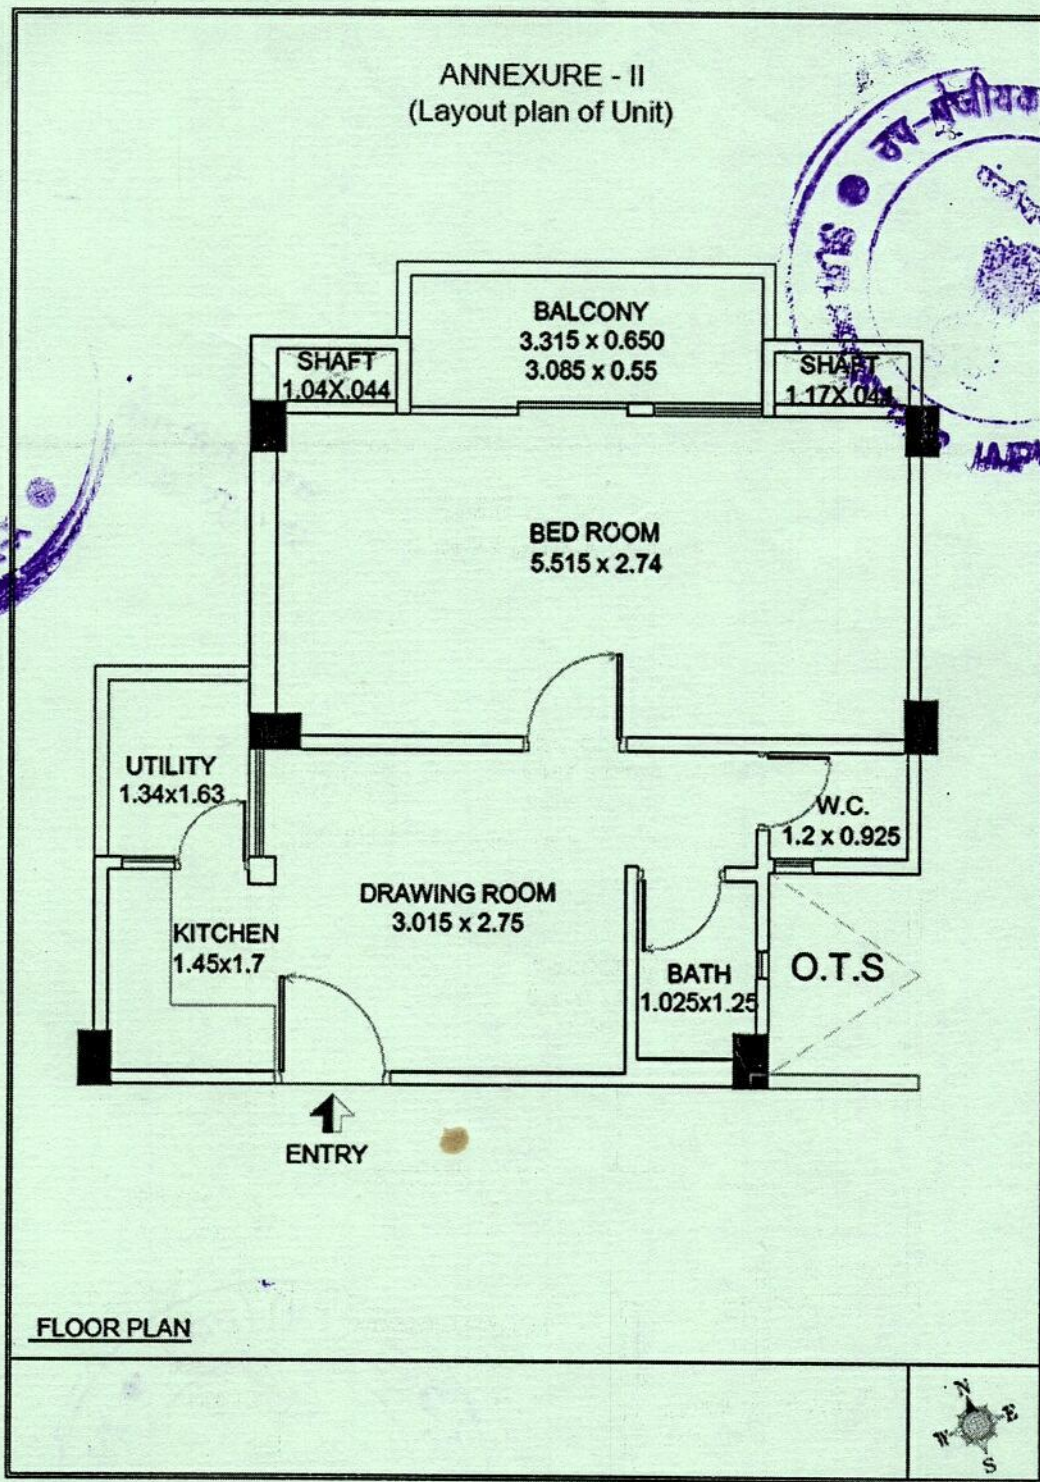 ANNEXURE - II
(Layout plan of Unit)
उप-पंजीयक
BALCONY
3.315 x 0.650
3.085 x 0.55
SHAFT
1.04X.044
SHAFT
1.17X.044
BED ROOM
5.515 x 2.74
UTILITY
1.34x1.63
W.C.
1.2 x 0.925
DRAWING ROOM
3.015 x 2.75
KITCHEN
1.45x1.7
BATH
1.025x1.25
O.T.S
ENTRY
FLOOR PLAN
N
E
W
S